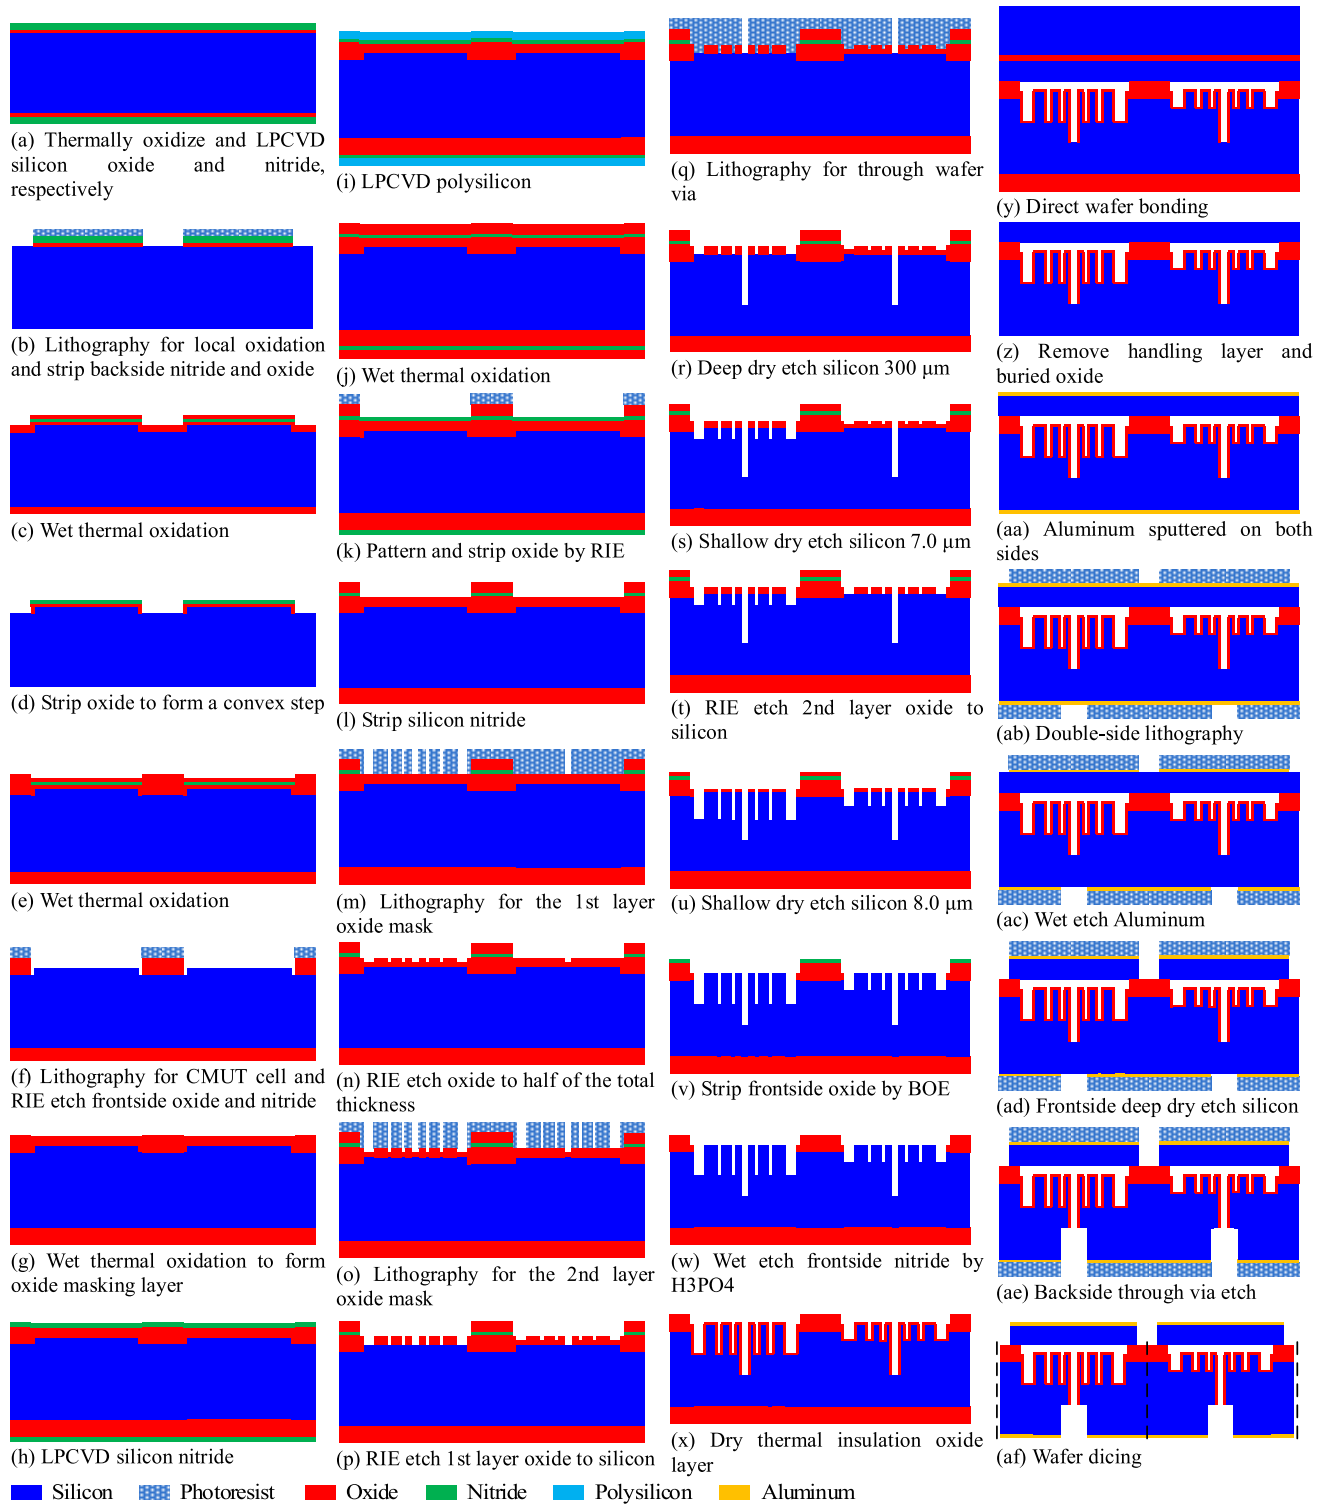 (a) Thermally oxidize and LPCVD
silicon oxide and nitride,
respectively
(b) Lithography for local oxidation
and strip backside nitride and oxide
(c) Wet thermal oxidation
(d) Strip oxide to form a convex step
(e) Wet thermal oxidation
(f) Lithography for CMUT cell and
RIE etch frontside oxide and nitride
(g) Wet thermal oxidation to form
oxide masking layer
(h) LPCVD silicon nitride
(i) LPCVD polysilicon
(j) Wet thermal oxidation
(k) Pattern and strip oxide by RIE
(l) Strip silicon nitride
(m) Lithography for the 1st layer
oxide mask
(n) RIE etch oxide to half of the total
thickness
(o) Lithography for the 2nd layer
oxide mask
(p) RIE etch 1st layer oxide to silicon
(q) Lithography for through wafer
via
(r) Deep dry etch silicon 300 μm
(s) Shallow dry etch silicon 7.0 μm
(t) RIE etch 2nd layer oxide to
silicon
(u) Shallow dry etch silicon 8.0 μm
(v) Strip frontside oxide by BOE
(w) Wet etch frontside nitride by
H3PO4
(x) Dry thermal insulation oxide
layer
(y) Direct wafer bonding
(z) Remove handling layer and
buried oxide
(aa) Aluminum sputtered on both
sides
(ab) Double-side lithography
(ac) Wet etch Aluminum
(ad) Frontside deep dry etch silicon
(ae) Backside through via etch
(af) Wafer dicing
Silicon Photoresist Oxide Nitride Polysilicon Aluminum